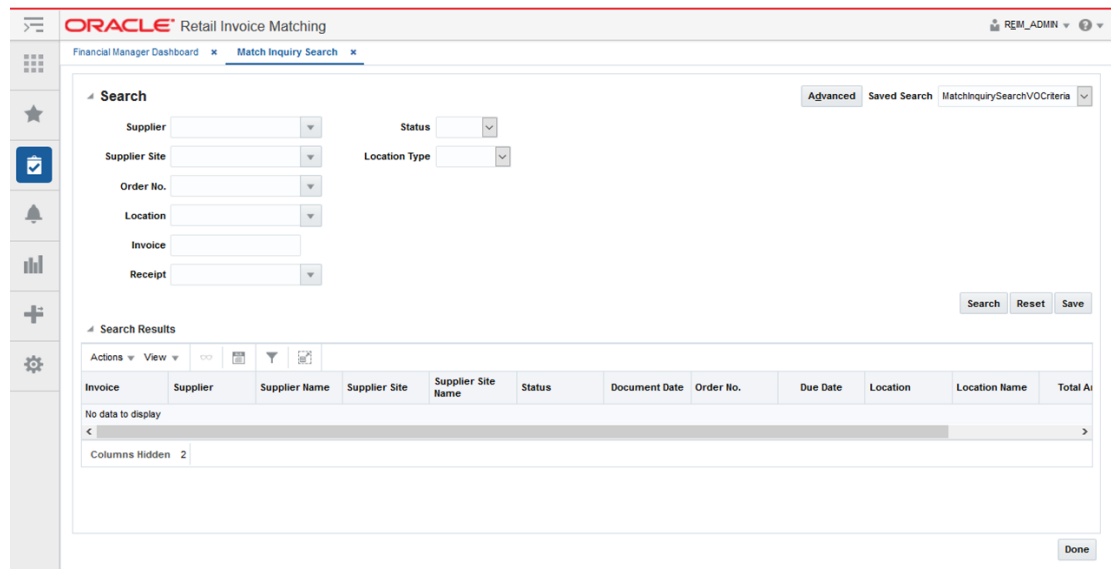 ORACLE® Retail Invoice Matching
REIM_ADMIN
Financial Manager Dashboard × Match Inquiry Search ×
Search
Advanced Saved Search MatchInquirySearchVOCriteria
Supplier Status
Supplier Site Location Type
Order No.
Location
Invoice
Receipt
Search Reset Save
Search Results
Actions View
Invoice Supplier Supplier Name Supplier Site Supplier Site Name Status Document Date Order No. Due Date Location Location Name Total Ar
No data to display
Columns Hidden 2
Done